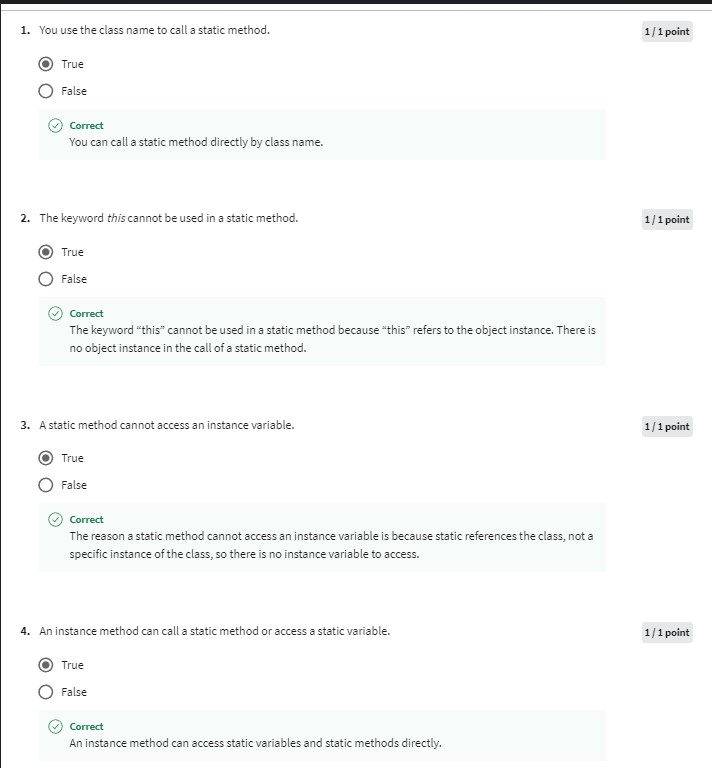 1. You use the class name to call a static method.
1 / 1 point
True
False
Correct
You can call a static method directly by class name.
2. The keyword this cannot be used in a static method.
1 / 1 point
True
False
Correct
The keyword “this” cannot be used in a static method because “this” refers to the object instance. There is
no object instance in the call of a static method.
3. A static method cannot access an instance variable.
1 / 1 point
True
False
Correct
The reason a static method cannot access an instance variable is because static references the class, not a
specific instance of the class, so there is no instance variable to access.
4. An instance method can call a static method or access a static variable.
1 / 1 point
True
False
Correct
An instance method can access static variables and static methods directly.